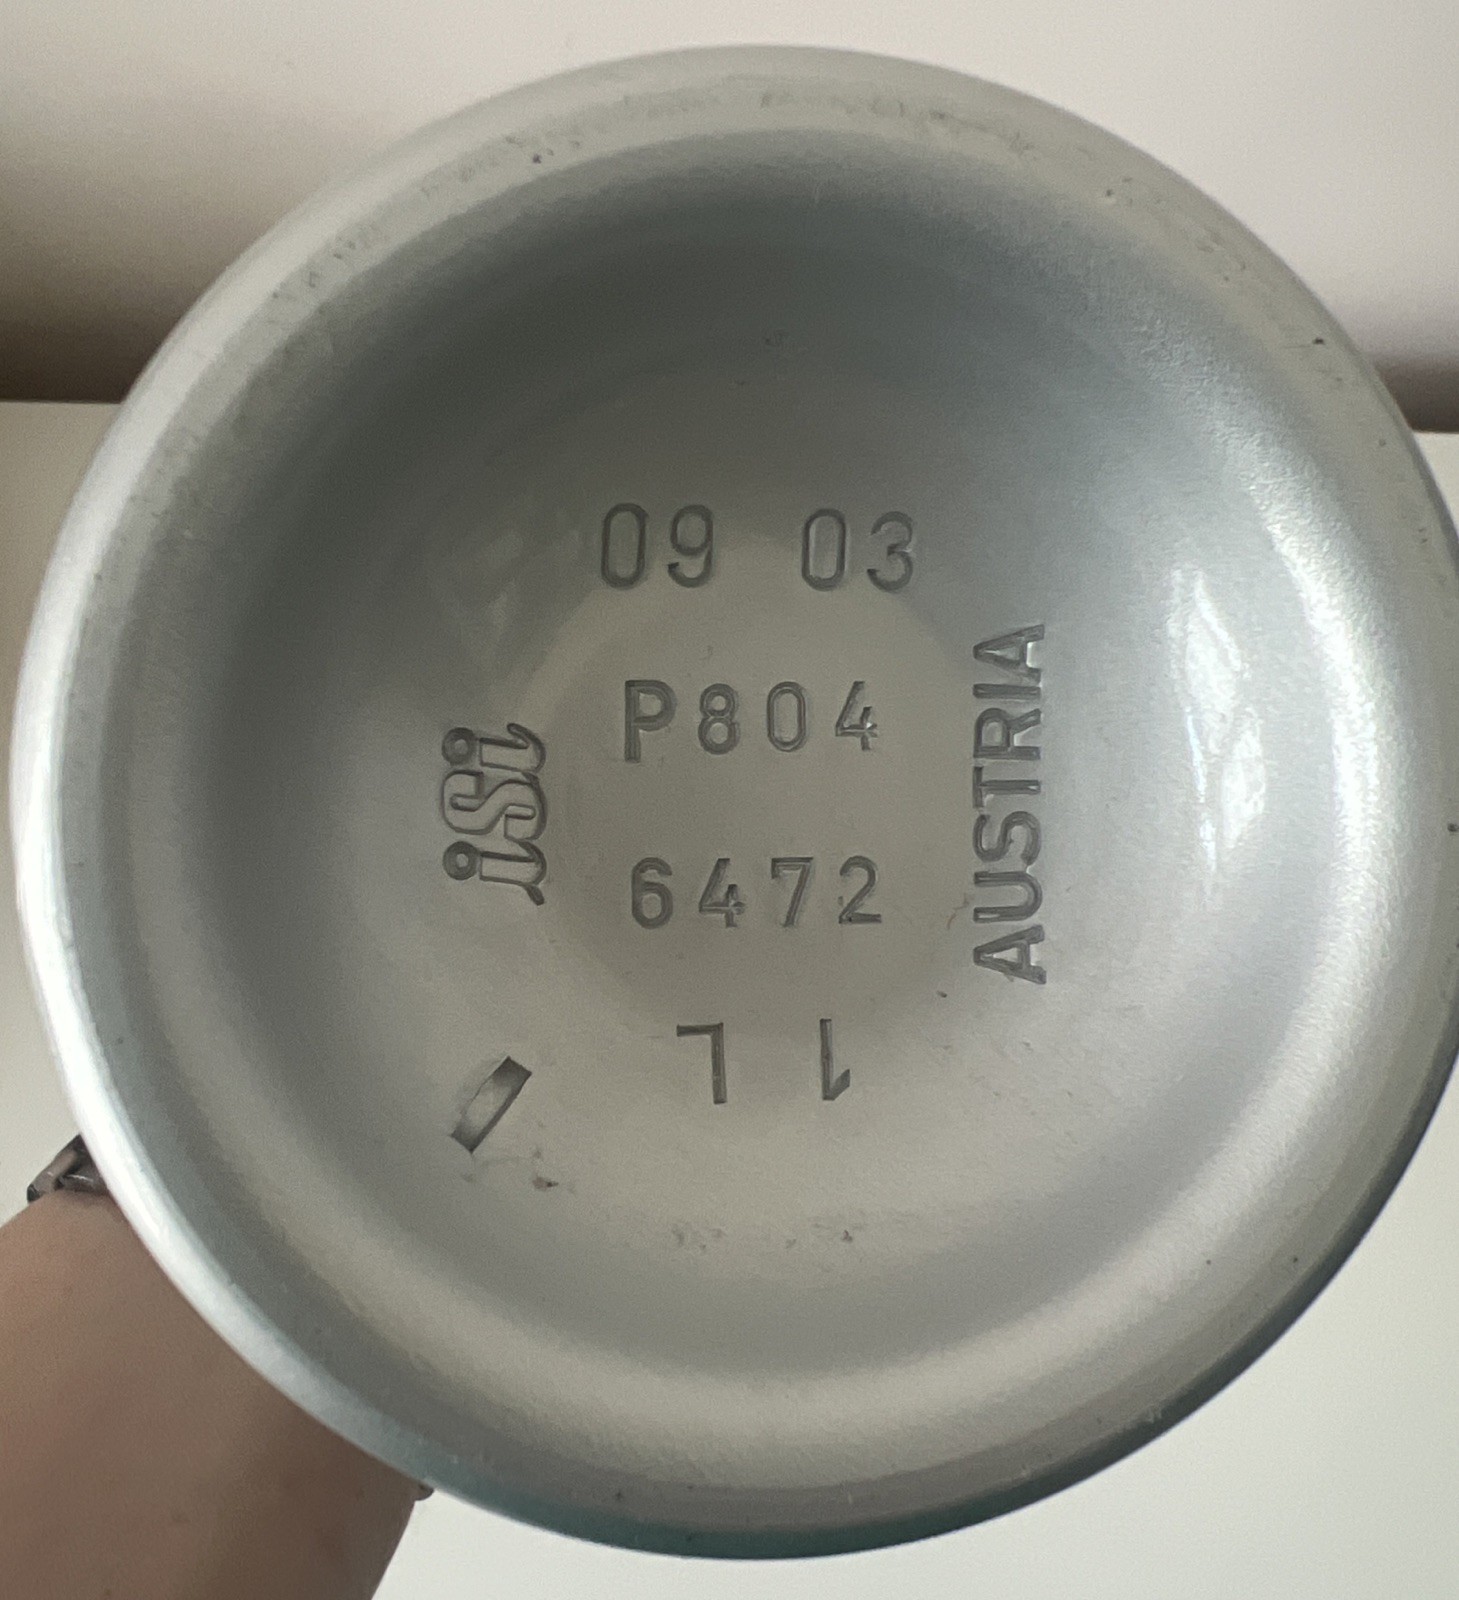 09 03
P804
6472
iSi
AUSTRIA
1 L